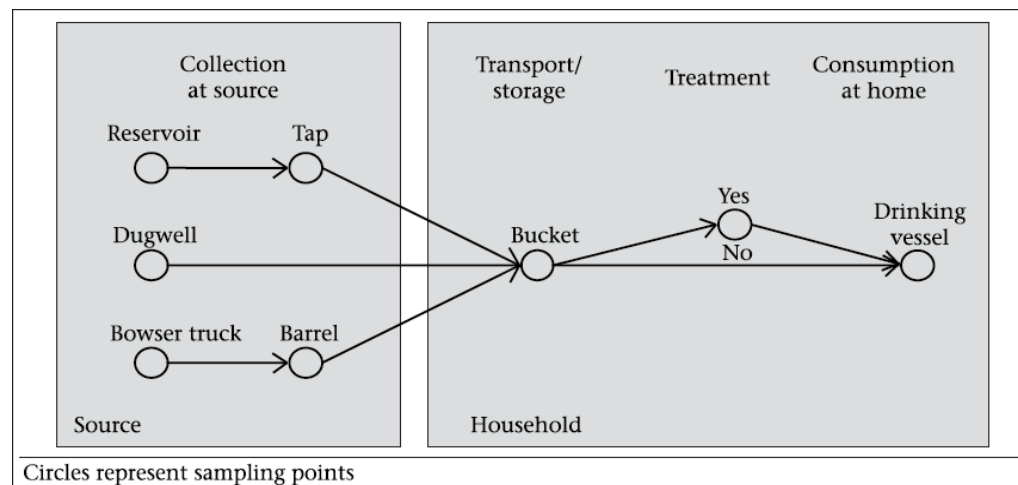 Collection
at source
Transport/
storage
Treatment
Consumption
at home
Reservoir
Tap
Dugwell
Bucket
Yes
No
Drinking
vessel
Bowser truck
Barrel
Source
Household
Circles represent sampling points